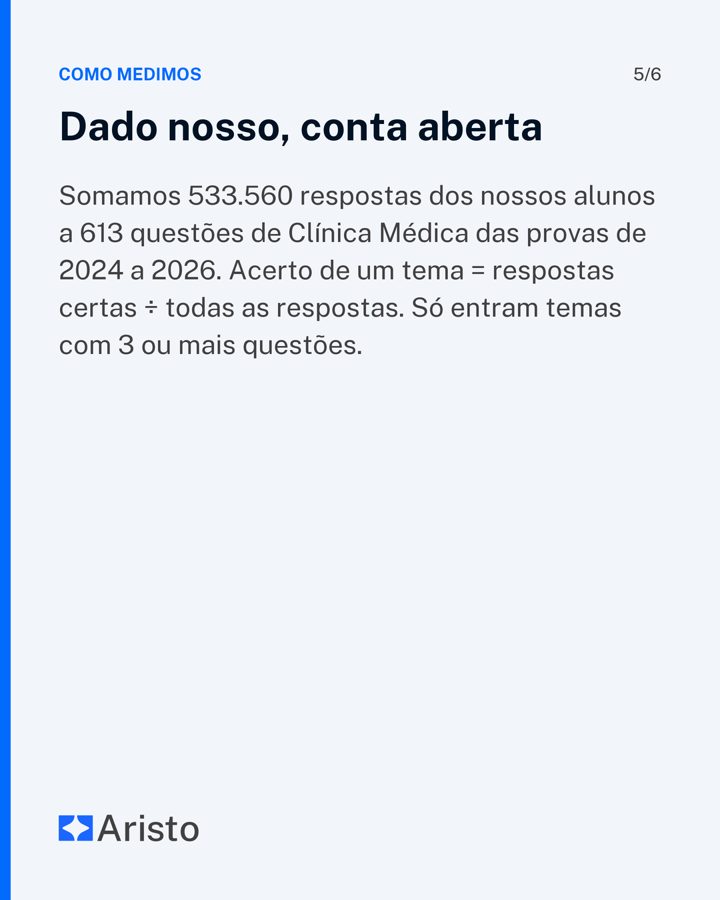 COMO MEDIMOS
5/6
Dado nosso, conta aberta
Somamos 533.560 respostas dos nossos alunos
a 613 questões de Clínica Médica das provas de
2024 a 2026. Acerto de um tema = respostas
certas ÷ todas as respostas. Só entram temas
com 3 ou mais questões.
Aristo